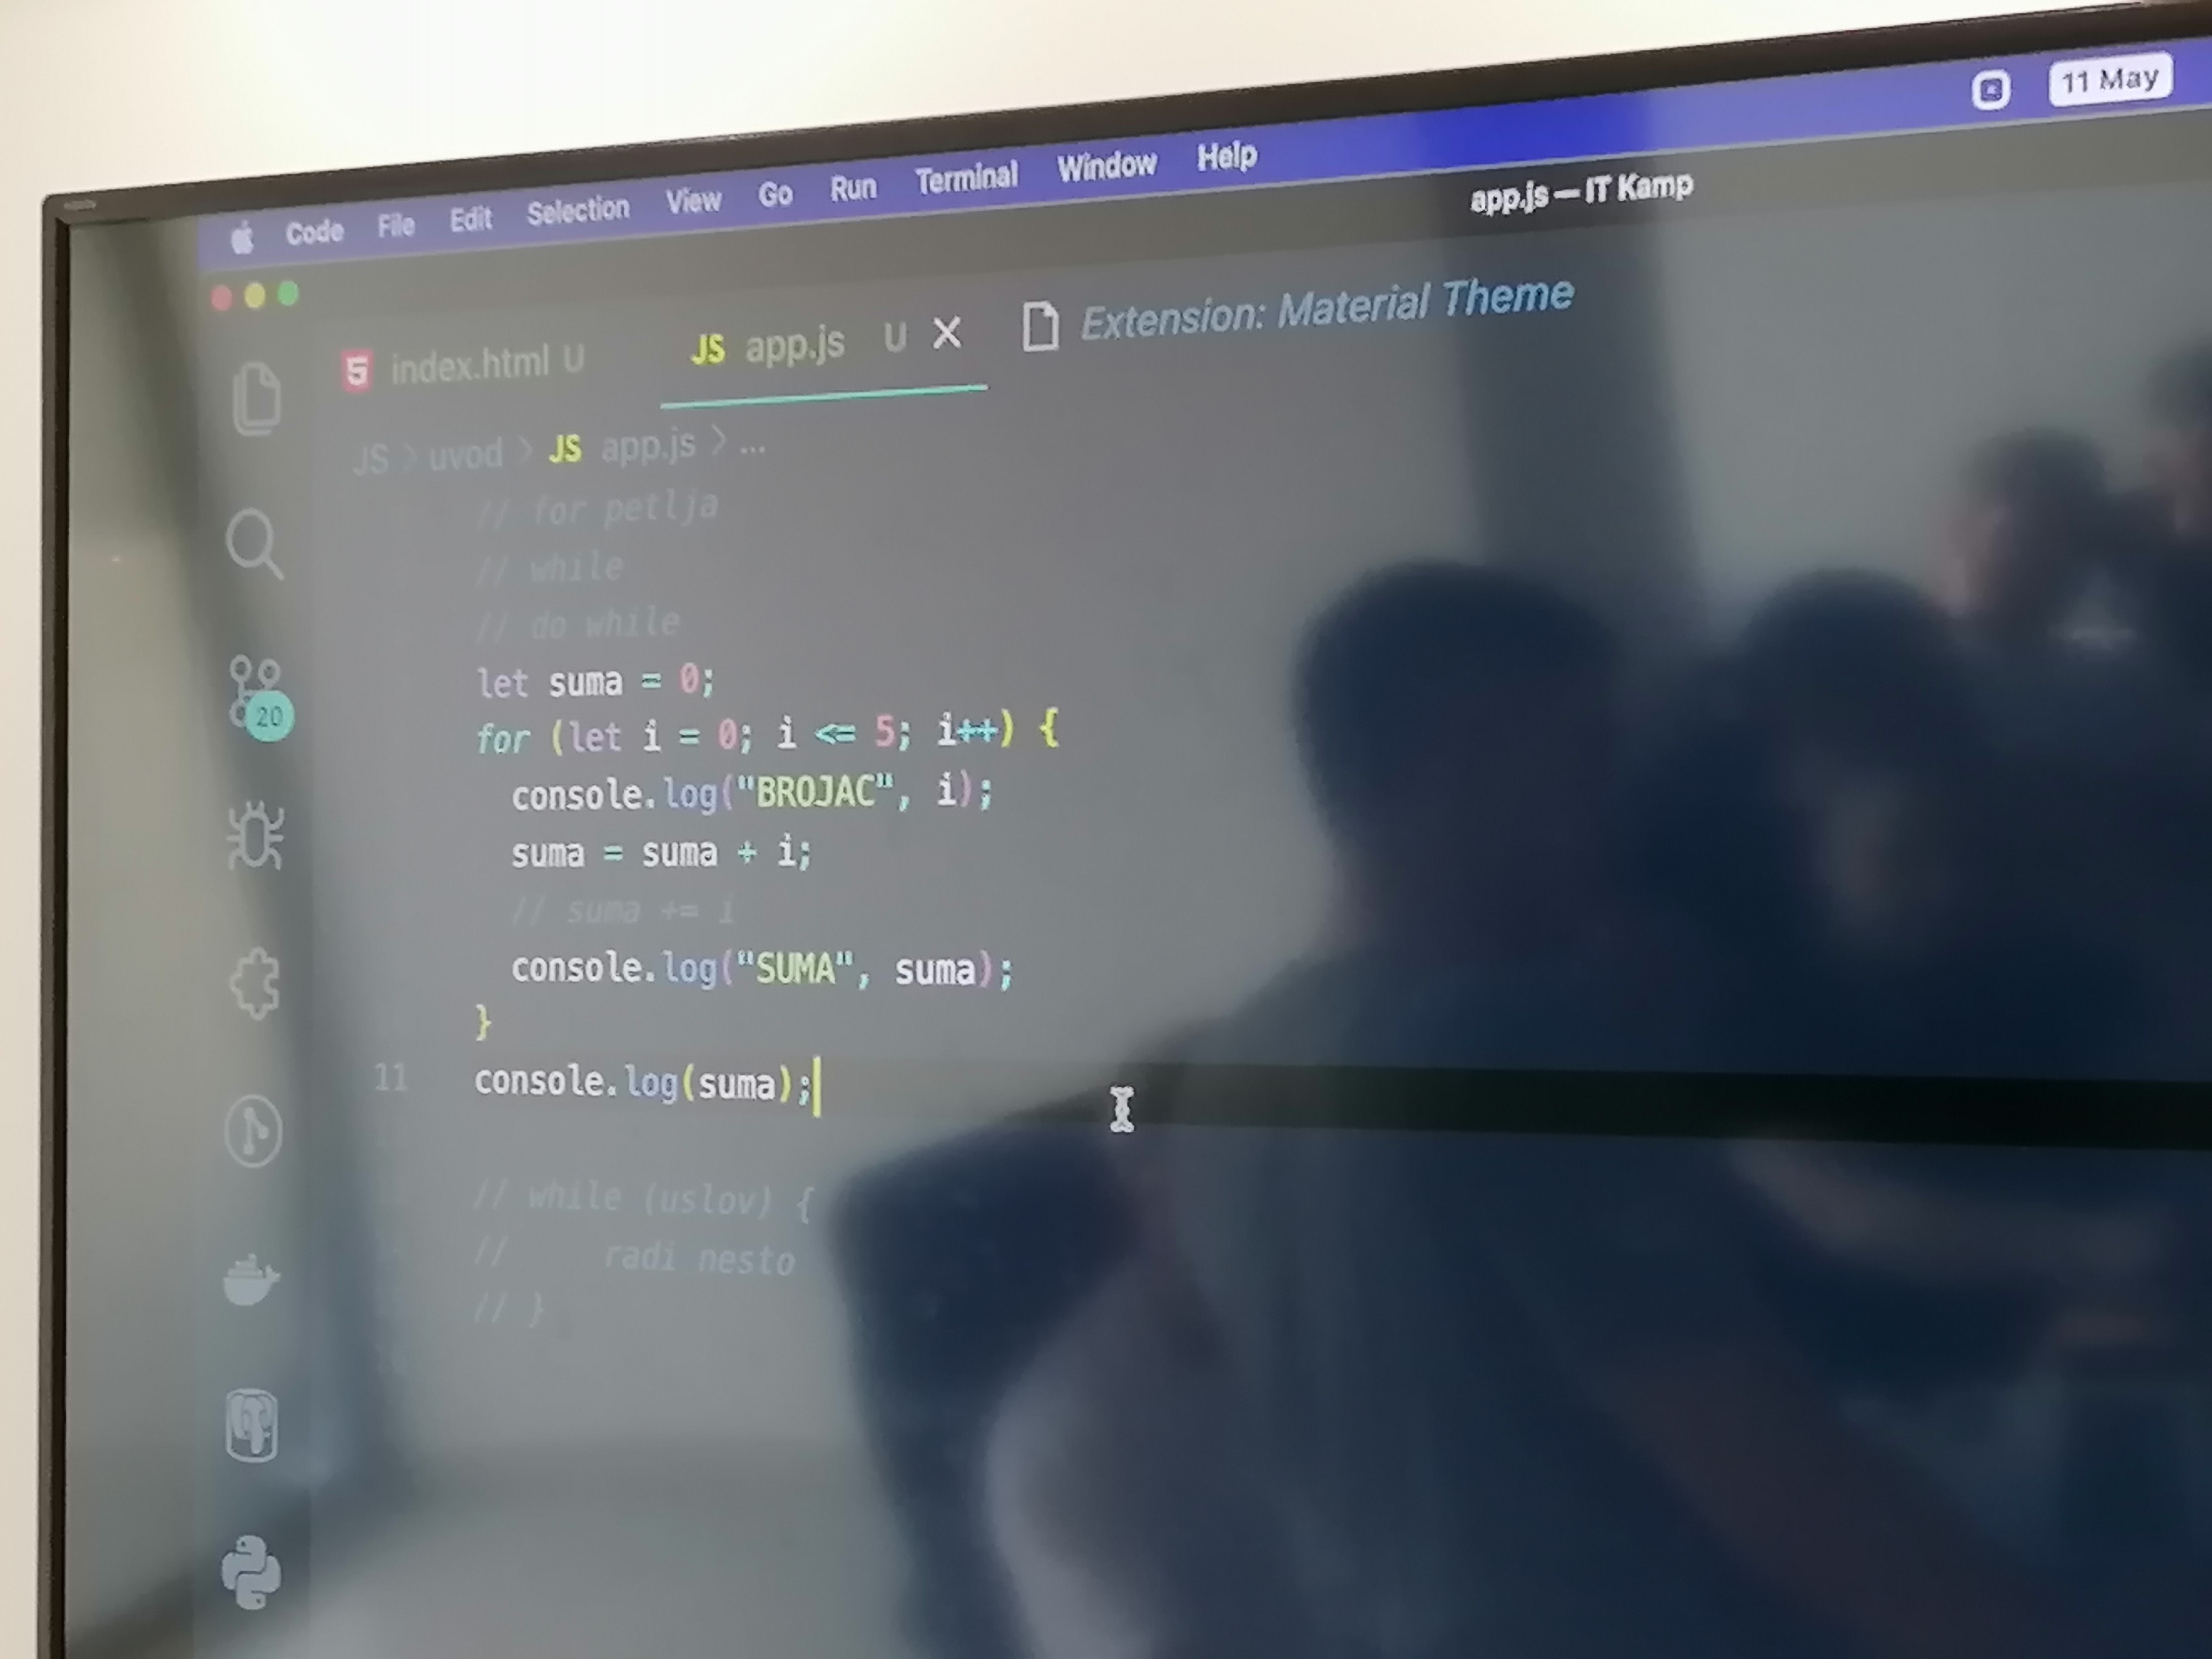 Code File Edit Selection View Go Run Terminal Window Help 11 May
app.js — IT Kamp
index.html U JS app.js U Extension: Material Theme
JS > uvod > JS app.js > ...
// for petlja
// while
// do while
let suma = 0;
for (let i = 0; i <= 5; i++) {
console.log("BROJAC", i);
suma = suma + i;
// suma += i
console.log("SUMA", suma);
}
11 console.log(suma);
// while (uslov) {
// radi nesto
// }
20